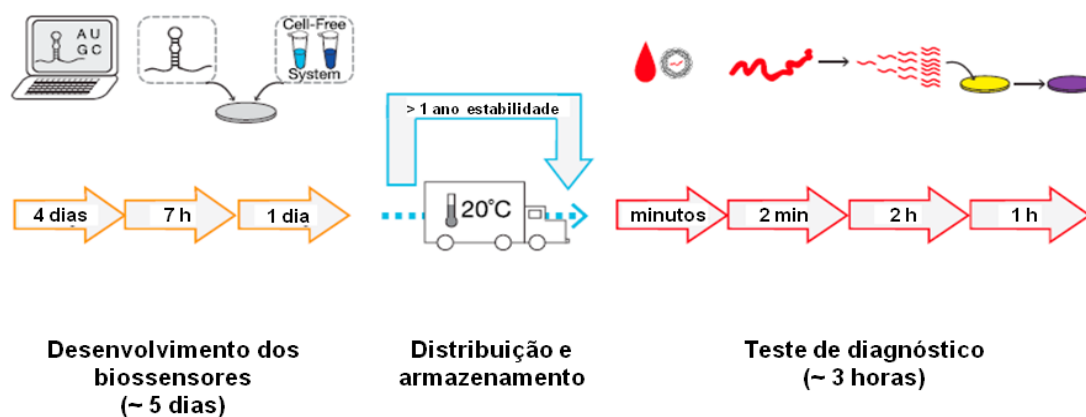 A U
G C
Cell-Free
System
> 1 ano estabilidade
4 dias
7 h
1 dia
20°C
minutos
2 min
2 h
1 h
Desenvolvimento dos
biossensores
(~ 5 dias)
Distribuição e
armazenamento
Teste de diagnóstico
(~ 3 horas)